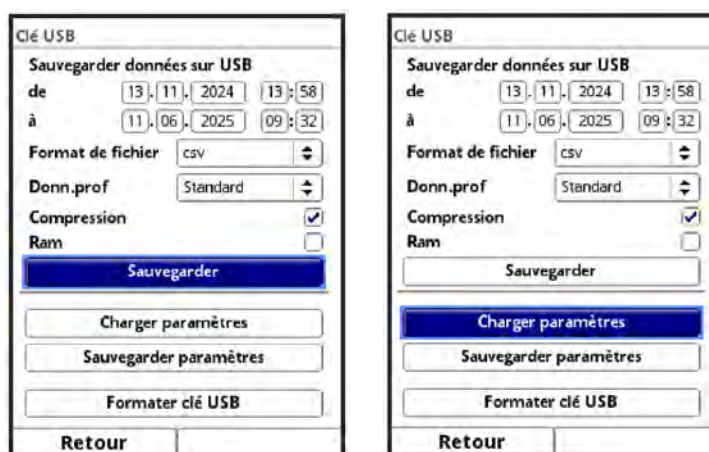 Clé USB
Sauvegarder données sur USB
de 13. 11. 2024 13:58
à 11. 06. 2025 09:32
Format de fichier csv
Donn.prof Standard
Compression
Ram
Sauvegarder
Charger paramètres
Sauvegarder paramètres
Formater clé USB
Retour
Clé USB
Sauvegarder données sur USB
de 13. 11. 2024 13:58
à 11. 06. 2025 09:32
Format de fichier csv
Donn.prof Standard
Compression
Ram
Sauvegarder
Charger paramètres
Sauvegarder paramètres
Formater clé USB
Retour